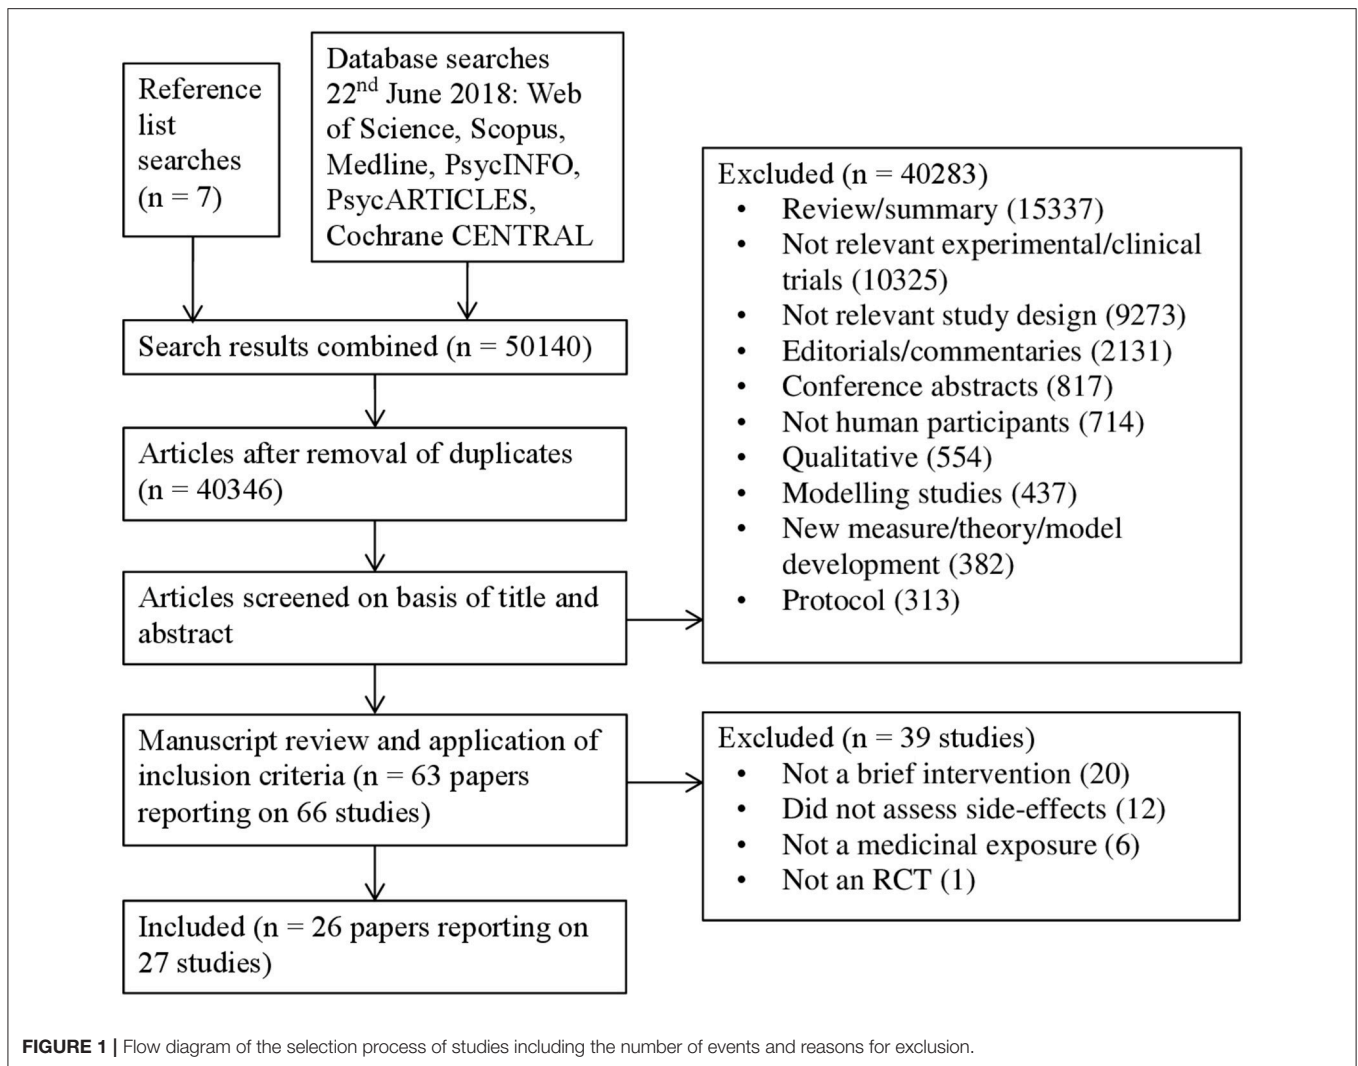 Reference
list
searches
(n = 7)
Database searches
22nd June 2018: Web
of Science, Scopus,
Medline, PsycINFO,
PsycARTICLES,
Cochrane CENTRAL
Search results combined (n = 50140)
Articles after removal of duplicates
(n = 40346)
Articles screened on basis of title and
abstract
Excluded (n = 40283)
• Review/summary (15337)
• Not relevant experimental/clinical
trials (10325)
• Not relevant study design (9273)
• Editorials/commentaries (2131)
• Conference abstracts (817)
• Not human participants (714)
• Qualitative (554)
• Modelling studies (437)
• New measure/theory/model
development (382)
• Protocol (313)
Manuscript review and application of
inclusion criteria (n = 63 papers
reporting on 66 studies)
Excluded (n = 39 studies)
• Not a brief intervention (20)
• Did not assess side-effects (12)
• Not a medicinal exposure (6)
• Not an RCT (1)
Included (n = 26 papers reporting on
27 studies)
FIGURE 1 | Flow diagram of the selection process of studies including the number of events and reasons for exclusion.